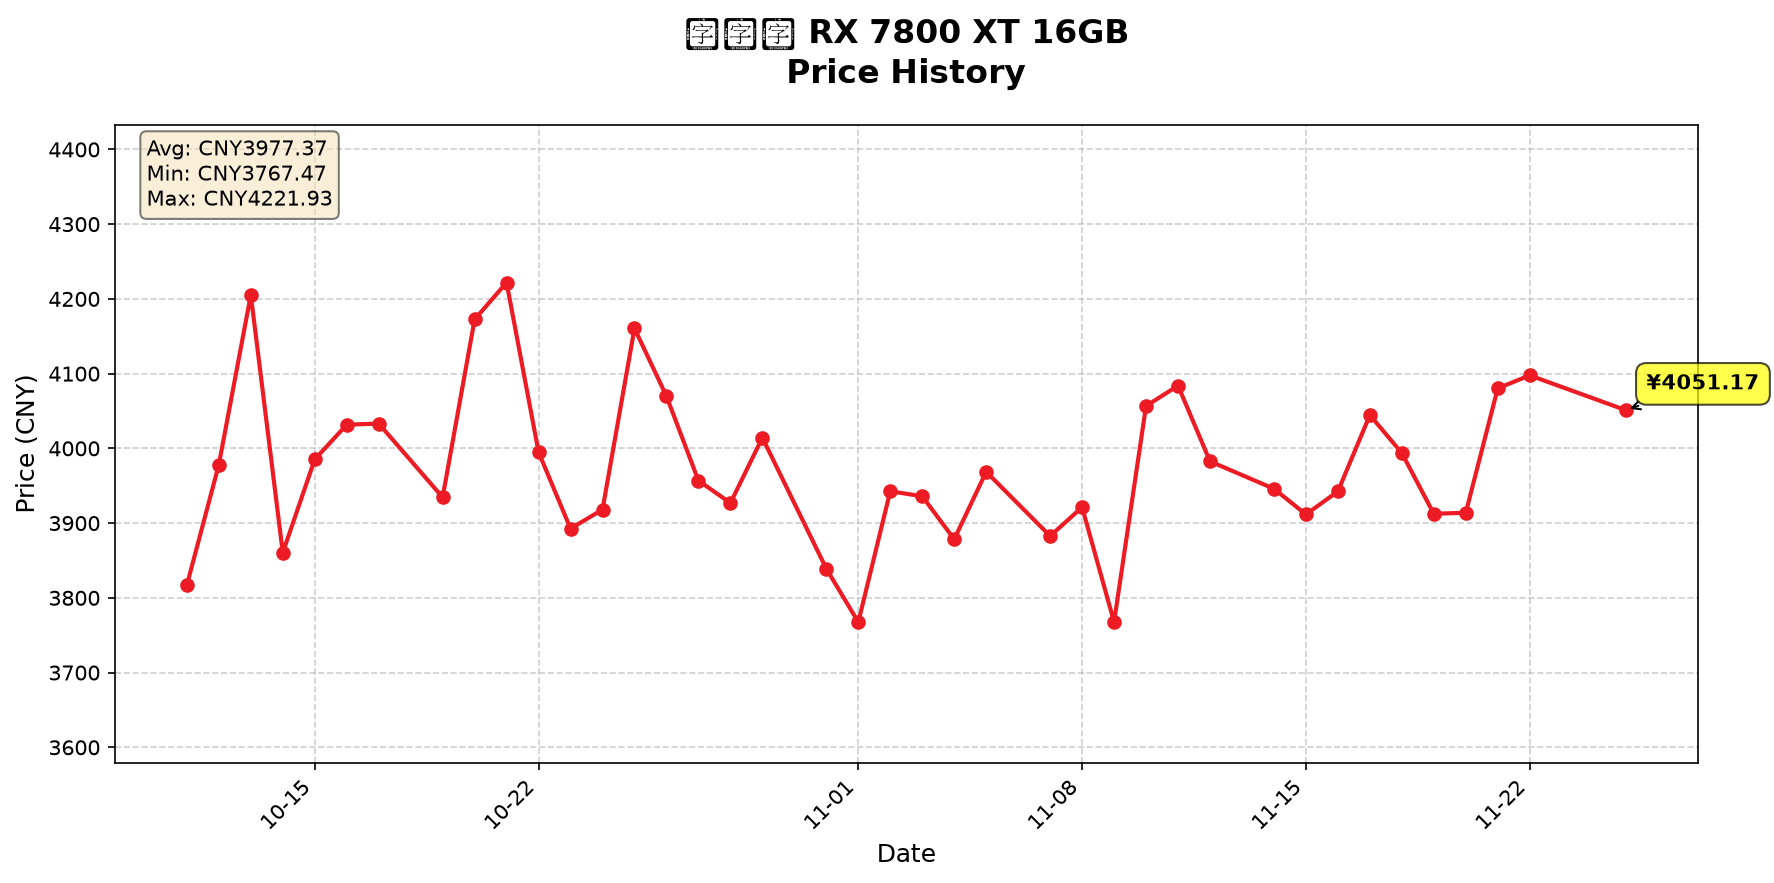 RX 7800 XT 16GB
Price History
Avg: CNY3977.37
Min: CNY3767.47
Max: CNY4221.93
4400
4300
4200
4100
4000
3900
3800
3700
3600
Price (CNY)
¥4051.17
10-15
10-22
11-01
11-08
11-15
11-22
Date